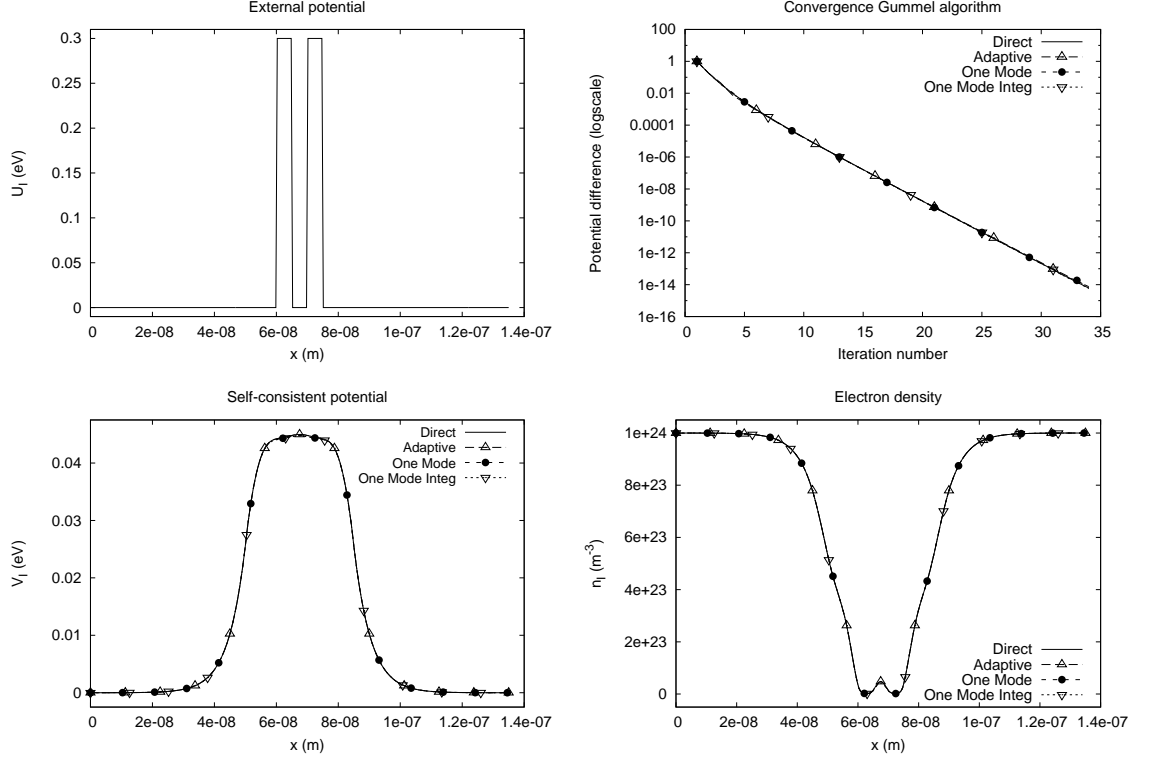 External potential
U_I (eV)
0.3
0.25
0.2
0.15
0.1
0.05
0
0 2e-08 4e-08 6e-08 8e-08 1e-07 1.2e-07 1.4e-07
x (m)
Convergence Gummel algorithm
Potential difference (logscale)
100
1
0.01
0.0001
1e-06
1e-08
1e-10
1e-12
1e-14
1e-16
0 5 10 15 20 25 30 35
Iteration number
Direct
Adaptive
One Mode
One Mode Integ
Self-consistent potential
V_I (eV)
0.04
0.03
0.02
0.01
0
0 2e-08 4e-08 6e-08 8e-08 1e-07 1.2e-07 1.4e-07
x (m)
Direct
Adaptive
One Mode
One Mode Integ
Electron density
n_I (m^-3)
1e+24
8e+23
6e+23
4e+23
2e+23
0
0 2e-08 4e-08 6e-08 8e-08 1e-07 1.2e-07 1.4e-07
x (m)
Direct
Adaptive
One Mode
One Mode Integ